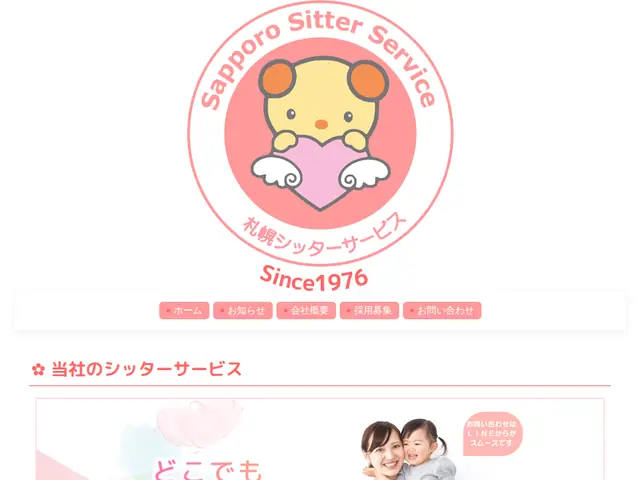 Sapporo Sitter Service
札幌シッターサービス
Since1976
ホーム
お知らせ
会社概要
採用募集
お問い合わせ
✿ 当社のシッターサービス
お問い合わせは
LINEからが
スムーズです
どこでも